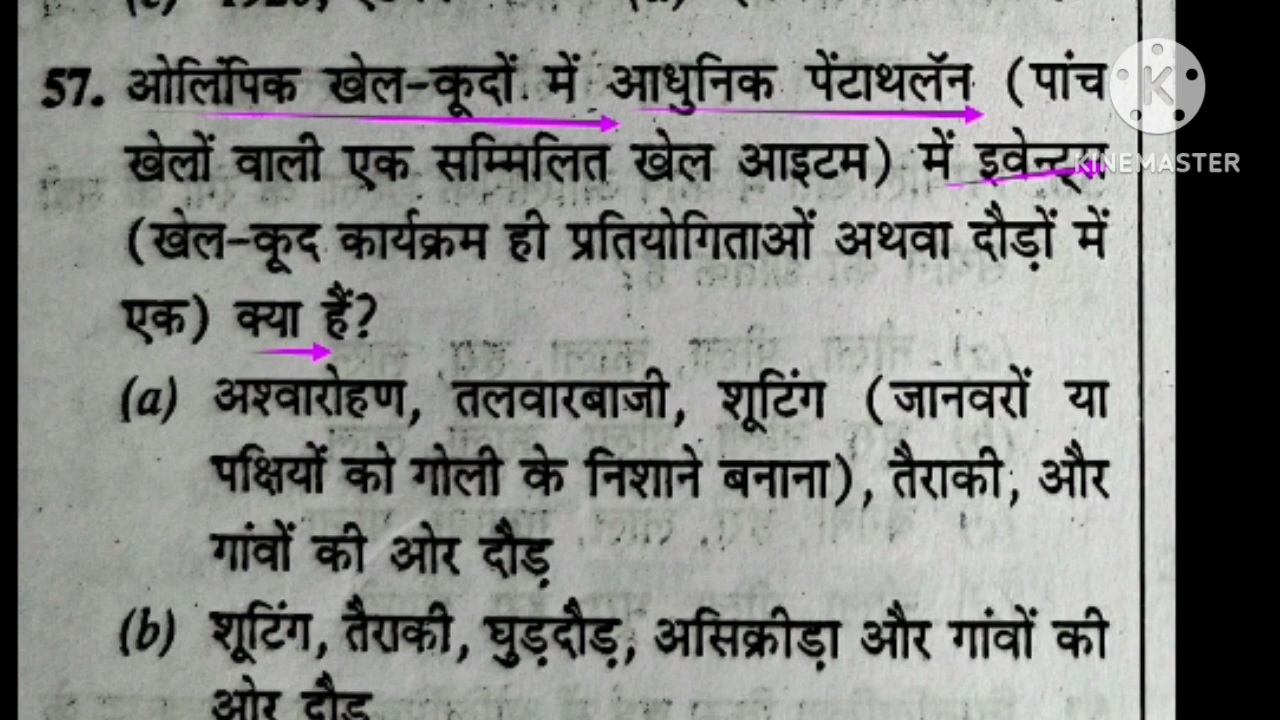 57. ओर्लिपिक खेल-कूदों में आधुनिक पेंटाथलॅन (पांच
खेलों वाली एक सम्मिलित खेल आइटम) में इवेन्ट्स
(खेल-कूद कार्यक्रम ही प्रतियोगिताओं अथवा दौड़ों में
एक) क्या हैं?
(a) अश्वारोहण, तलवारबाजी, शूटिंग (जानवरों या
पक्षियों को गोली के निशाने बनाना), तैराकी, और
गांवों की ओर दौड़
(b) शूटिंग, तैराकी, घुड़दौड़, असिक्रीड़ा और गांवों की
ओर दौड़
K
KINEMASTER